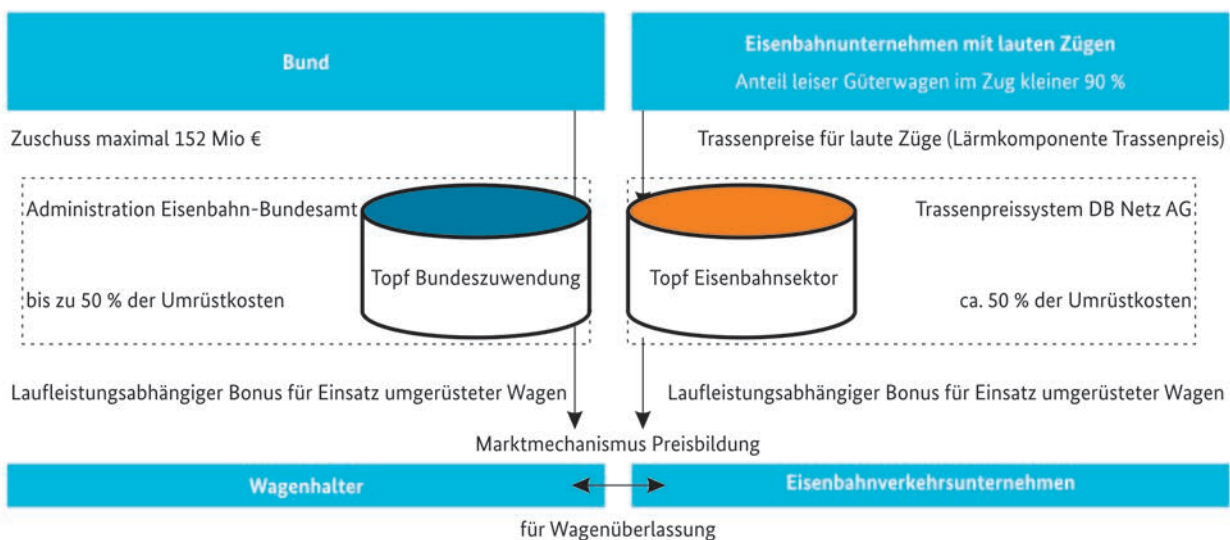 Bund
Eisenbahnunternehmen mit lauten Zügen
Anteil leiser Güterwagen im Zug kleiner 90 %
Zuschuss maximal 152 Mio €
Trassenpreise für laute Züge (Lärmkomponente Trassenpreis)
Administration Eisenbahn-Bundesamt
Trassenpreissystem DB Netz AG
Topf Bundeszuwendung
Topf Eisenbahnsektor
bis zu 50 % der Umrüstkosten
ca. 50 % der Umrüstkosten
Laufleistungsabhängiger Bonus für Einsatz umgerüsteter Wagen
Laufleistungsabhängiger Bonus für Einsatz umgerüsteter Wagen
Marktmechanismus Preisbildung
Wagenhalter
Eisenbahnverkehrsunternehmen
für Wagenüberlassung